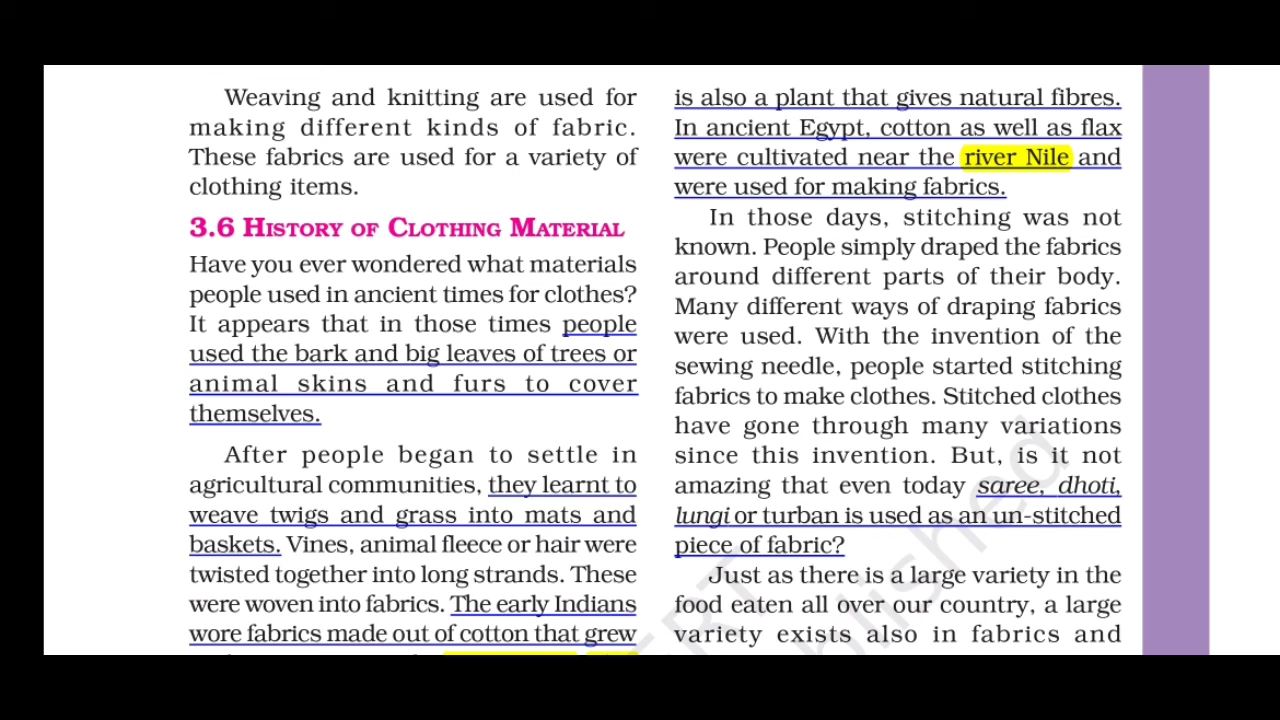 Weaving and knitting are used for
making different kinds of fabric.
These fabrics are used for a variety of
clothing items.
3.6 History of Clothing Material
Have you ever wondered what materials
people used in ancient times for clothes?
It appears that in those times people
used the bark and big leaves of trees or
animal skins and furs to cover
themselves.
After people began to settle in
agricultural communities, they learnt to
weave twigs and grass into mats and
baskets. Vines, animal fleece or hair were
twisted together into long strands. These
were woven into fabrics. The early Indians
wore fabrics made out of cotton that grew
is also a plant that gives natural fibres.
In ancient Egypt, cotton as well as flax
were cultivated near the river Nile and
were used for making fabrics.
In those days, stitching was not
known. People simply draped the fabrics
around different parts of their body.
Many different ways of draping fabrics
were used. With the invention of the
sewing needle, people started stitching
fabrics to make clothes. Stitched clothes
have gone through many variations
since this invention. But, is it not
amazing that even today saree, dhoti,
lungi or turban is used as an un-stitched
piece of fabric?
Just as there is a large variety in the
food eaten all over our country, a large
variety exists also in fabrics and